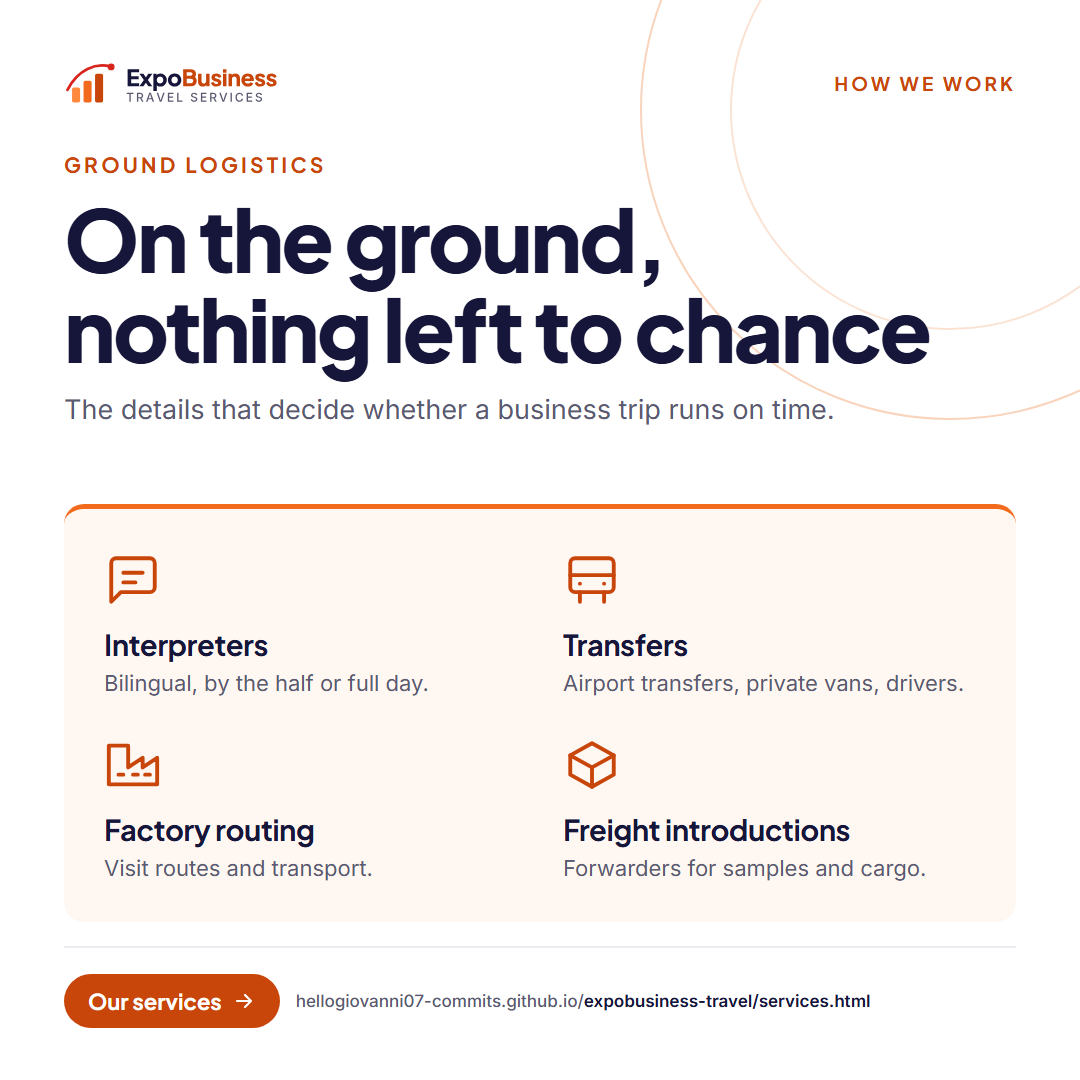 ExpoBusiness
TRAVEL SERVICES
HOW WE WORK
GROUND LOGISTICS
On the ground,
nothing left to chance
The details that decide whether a business trip runs on time.
Interpreters
Bilingual, by the half or full day.
Transfers
Airport transfers, private vans, drivers.
Factory routing
Visit routes and transport.
Freight introductions
Forwarders for samples and cargo.
Our services →
hellogiovanni07-commits.github.io/expobusiness-travel/services.html